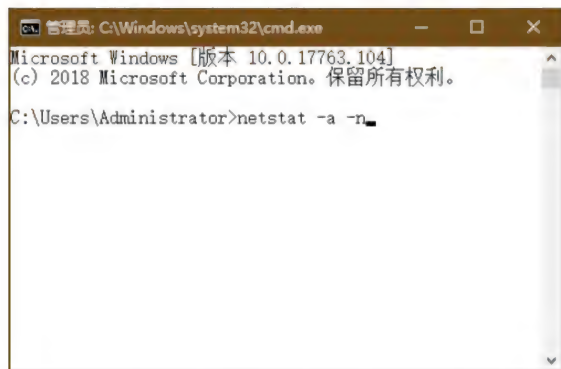 管理员: C:\Windows\system32\cmd.exe
Microsoft Windows [版本 10.0.17763.104]
(c) 2018 Microsoft Corporation。保留所有权利。
C:\Users\Administrator>netstat -a -n